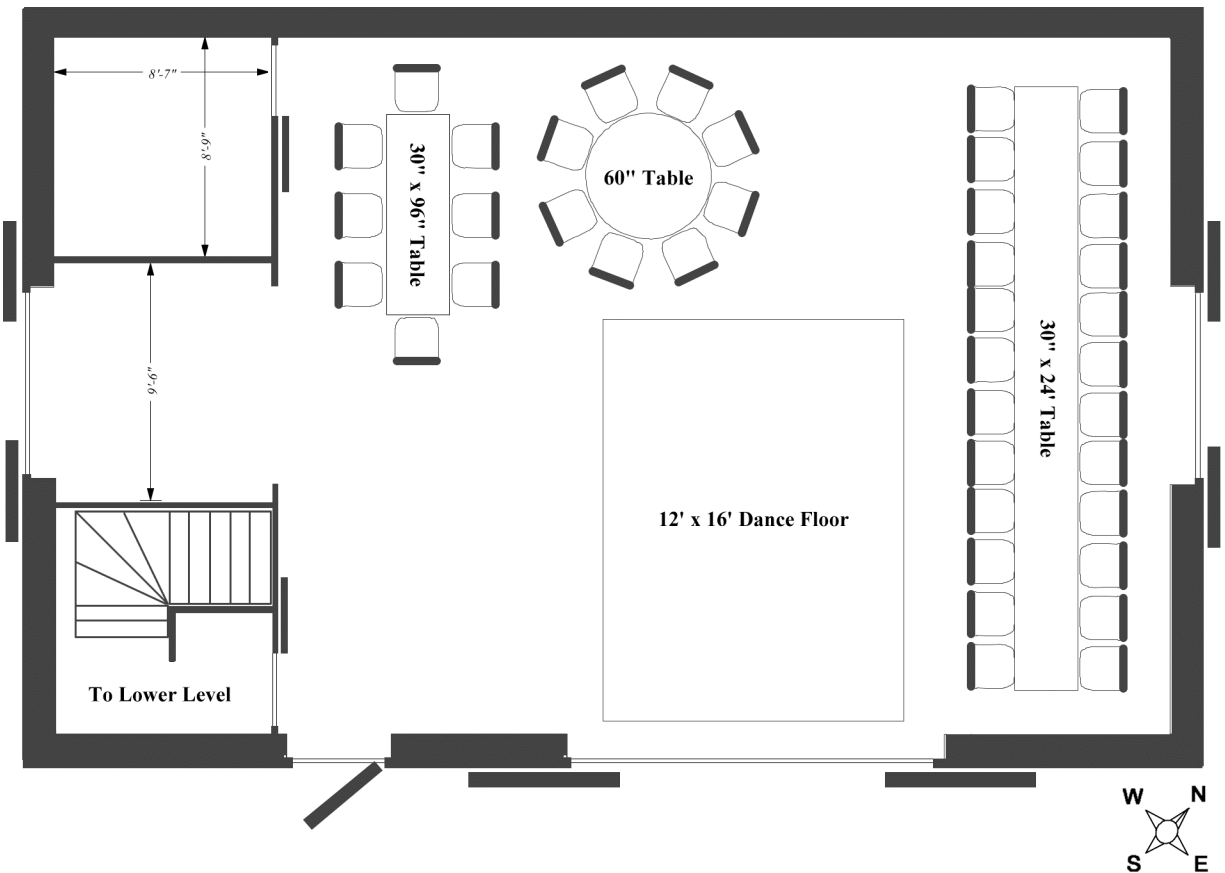 8'-7"
8'-9"
30" x 96" Table
60" Table
30" x 24' Table
9'-9"
12' x 16' Dance Floor
To Lower Level
W
N
S
E